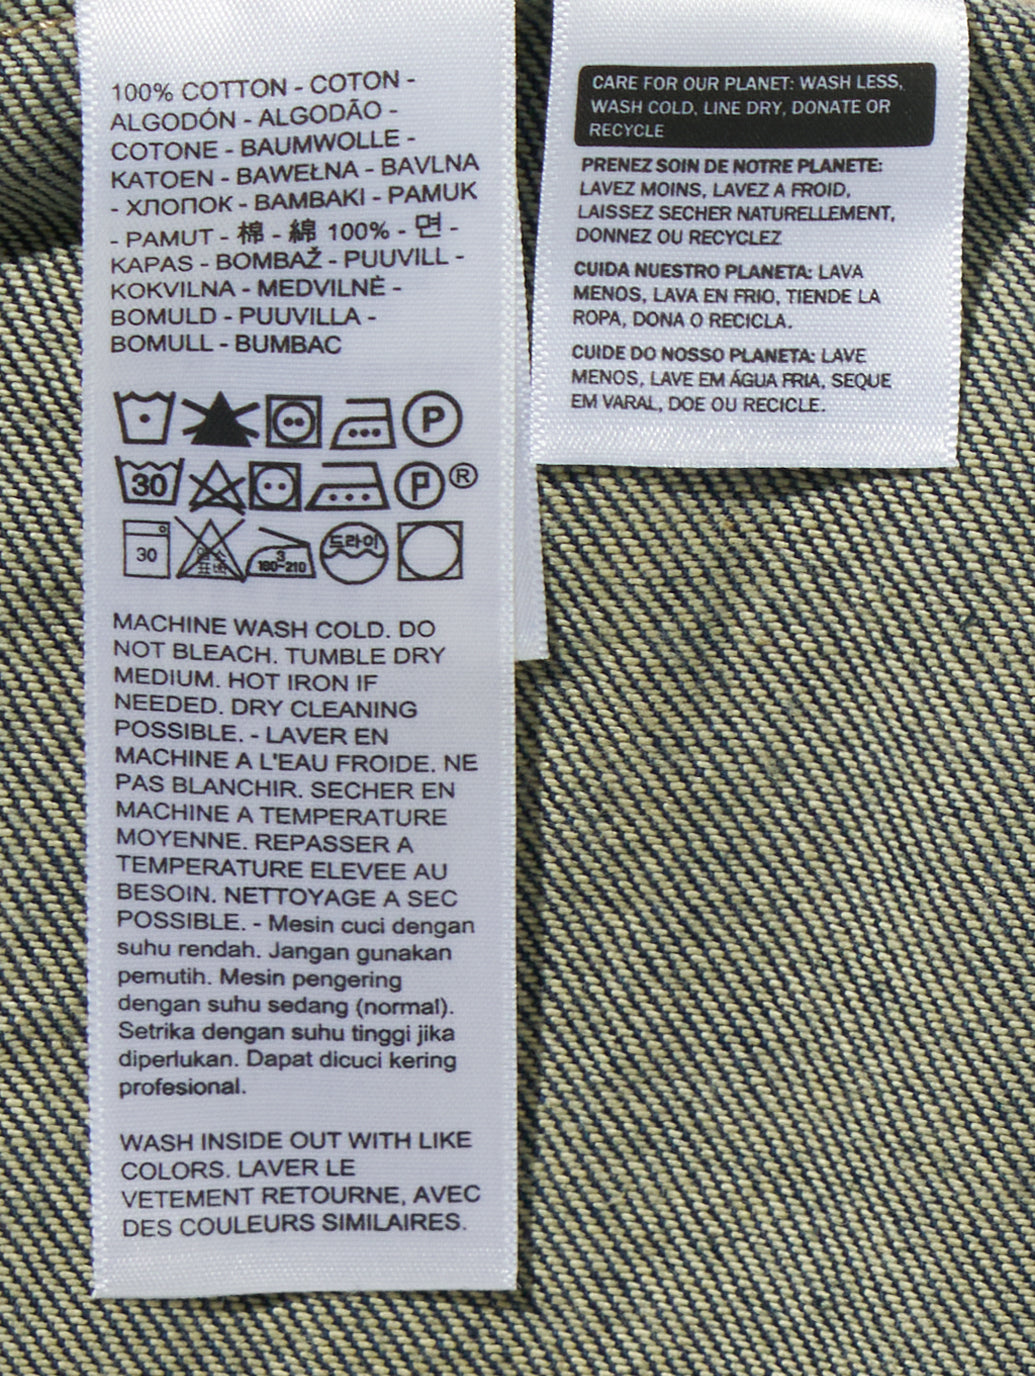 100% COTTON - COTON -
ALGODÓN - ALGODÃO -
COTONE - BAUMWOLLE -
KATOEN - BAWEŁNA - BAVLNA
- ХЛОПОК - BAMBAKI - PAMUK
- PAMUT - 棉 - 綿 100% - 면 -
KAPAS - BOMBAŽ - PUUVILL -
KOKVILNA - MEDVILNĖ -
BOMULD - PUUVILLA -
BOMULL - BUMBAC
P
30 P ®
30 염소표백 3 180~210 드라이
MACHINE WASH COLD. DO
NOT BLEACH. TUMBLE DRY
MEDIUM. HOT IRON IF
NEEDED. DRY CLEANING
POSSIBLE. - LAVER EN
MACHINE A L'EAU FROIDE. NE
PAS BLANCHIR. SECHER EN
MACHINE A TEMPERATURE
MOYENNE. REPASSER A
TEMPERATURE ELEVEE AU
BESOIN. NETTOYAGE A SEC
POSSIBLE. - Mesin cuci dengan
suhu rendah. Jangan gunakan
pemutih. Mesin pengering
dengan suhu sedang (normal).
Setrika dengan suhu tinggi jika
diperlukan. Dapat dicuci kering
profesional.
WASH INSIDE OUT WITH LIKE
COLORS. LAVER LE
VETEMENT RETOURNE, AVEC
DES COULEURS SIMILAIRES.
CARE FOR OUR PLANET: WASH LESS,
WASH COLD, LINE DRY, DONATE OR
RECYCLE
PRENEZ SOIN DE NOTRE PLANETE:
LAVEZ MOINS, LAVEZ A FROID,
LAISSEZ SECHER NATURELLEMENT,
DONNEZ OU RECYCLEZ
CUIDA NUESTRO PLANETA: LAVA
MENOS, LAVA EN FRIO, TIENDE LA
ROPA, DONA O RECICLA.
CUIDE DO NOSSO PLANETA: LAVE
MENOS, LAVE EM ÁGUA FRIA, SEQUE
EM VARAL, DOE OU RECICLE.